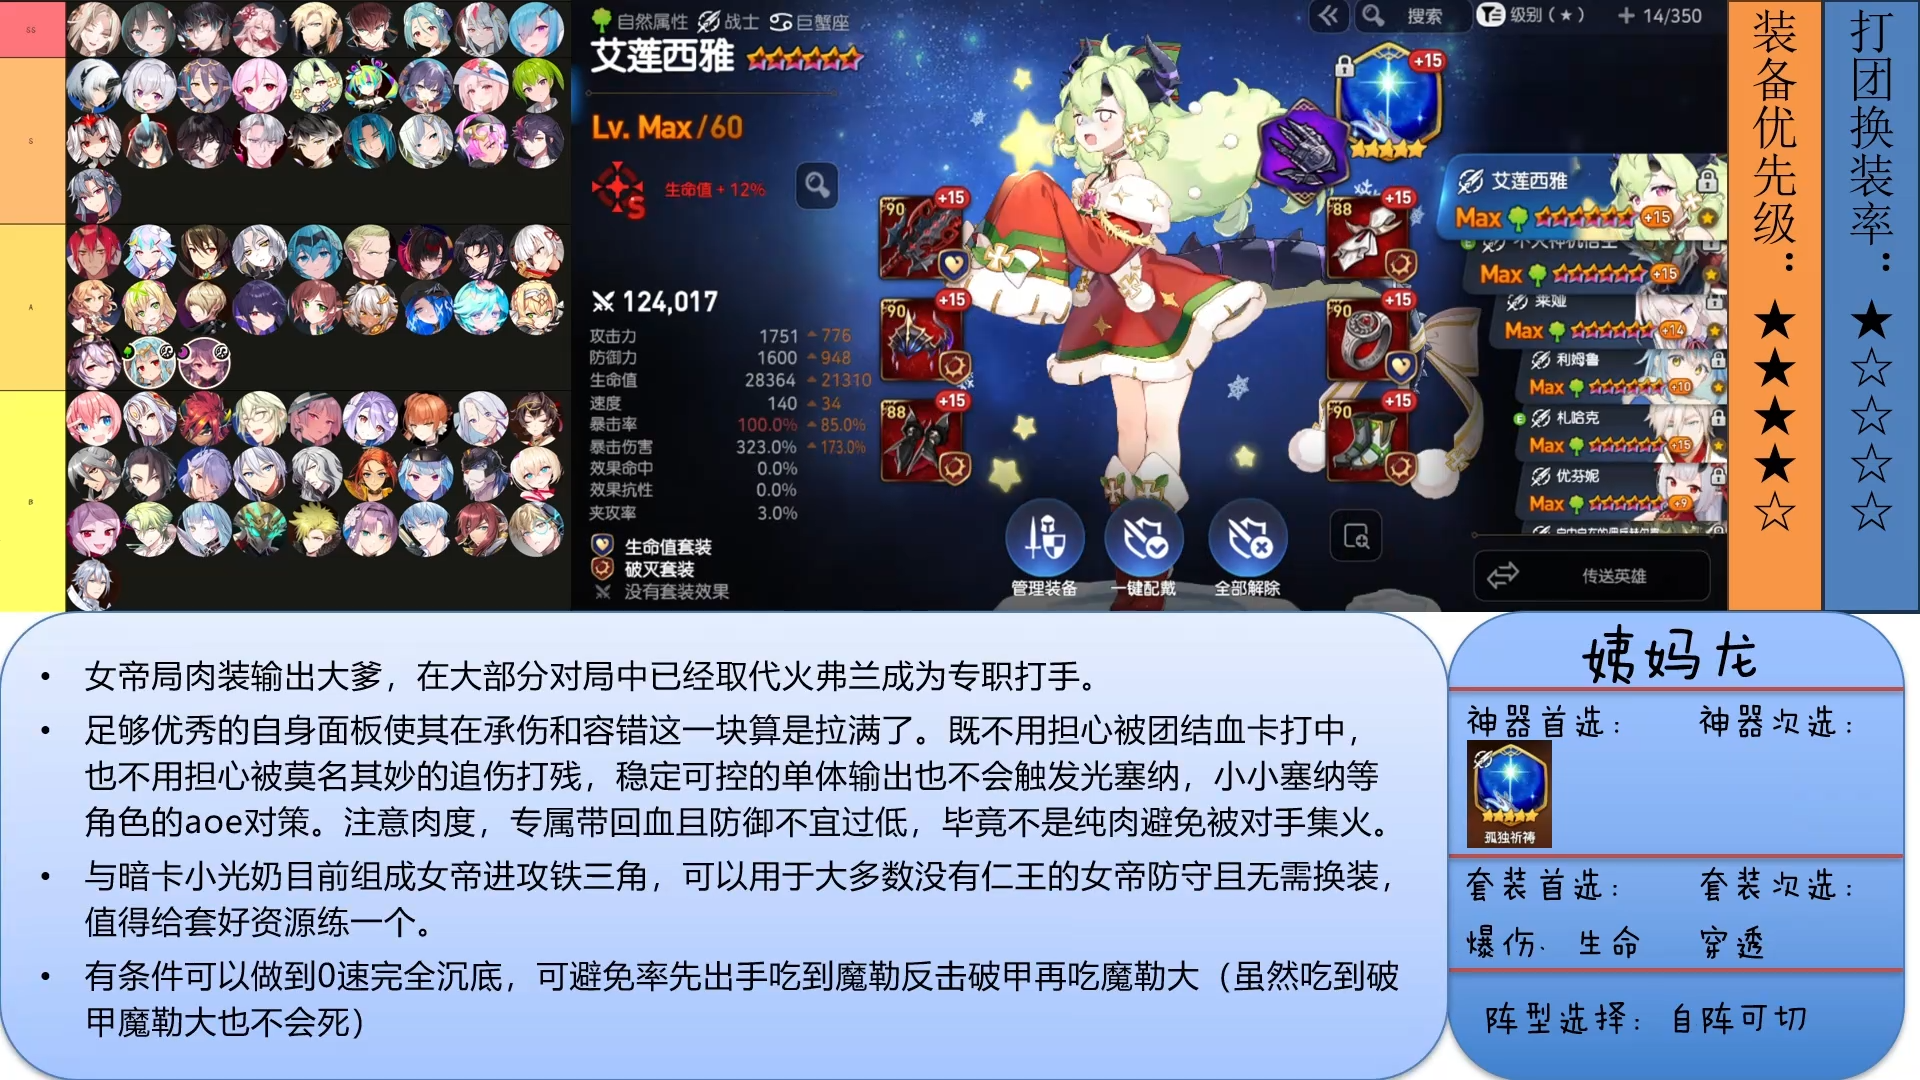 SS
S
A
B
自然属性 战士 巨蟹座
艾莲西雅
Lv. Max/60
S 生命值 + 12%
124,017
攻击力 1751 776
防御力 1600 948
生命值 28364 21310
速度 140 34
暴击率 100.0% 85.0%
暴击伤害 323.0% 173.0%
效果命中 0.0%
效果抗性 0.0%
夹攻率 3.0%
生命值套装
破灭套装
没有套装效果
90 +15
90 +15
88 +15
+15
88 +15
90 +15
90 +15
管理装备 一键配戴 全部解除
搜索 级别 ( ★ ) + 14/350
艾莲西雅
Max +15
Max +15
莱娅
Max +14
利姆鲁
Max +10
札哈克
Max +15
优芬妮
Max +9
传送英雄
装备优先级：★★★★☆
打团换装率：★☆☆☆☆
• 女帝局肉装输出大爹，在大部分对局中已经取代火弗兰成为专职打手。
• 足够优秀的自身面板使其在承伤和容错这一块算是拉满了。既不用担心被团结血卡打中，
也不用担心被莫名其妙的追伤打残，稳定可控的单体输出也不会触发光塞纳，小小塞纳等
角色的aoe对策。注意肉度，专属带回血且防御不宜过低，毕竟不是纯肉避免被对手集火。
• 与暗卡小光奶目前组成女帝进攻铁三角，可以用于大多数没有仁王的女帝防守且无需换装，
值得给套好资源练一个。
• 有条件可以做到0速完全沉底，可避免率先出手吃到魔勒反击破甲再吃魔勒大（虽然吃到破
甲魔勒大也不会死）
姨妈龙
神器首选： 神器次选：
孤独祈祷
套装首选： 套装次选：
爆伤、生命 穿透
阵型选择：自阵可切